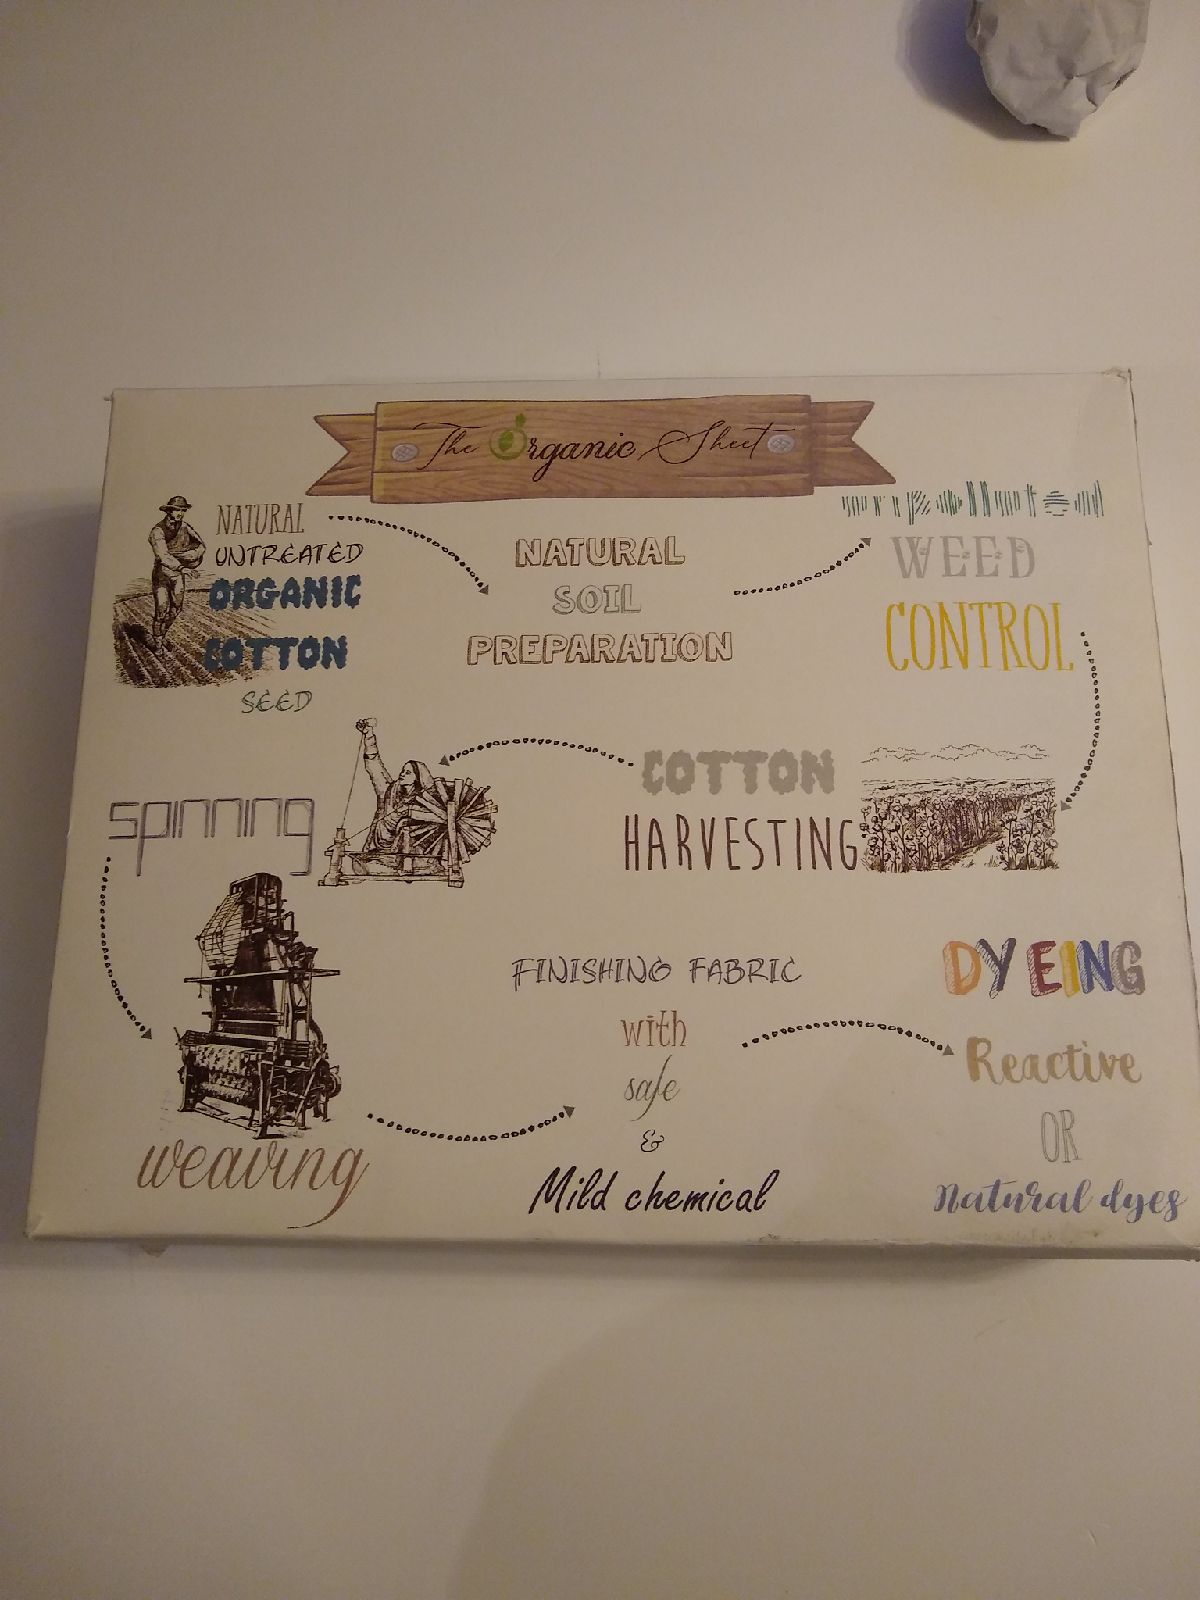 The Organic Sheet
NATURAL
UNTREATED
ORGANIC
COTTON
SEED
NATURAL
SOIL
PREPARATION
WEED
CONTROL
COTTON
HARVESTING
spinning
weaving
FINISHING FABRIC
with
safe
&
Mild chemical
DYEING
Reactive
OR
Natural dyes